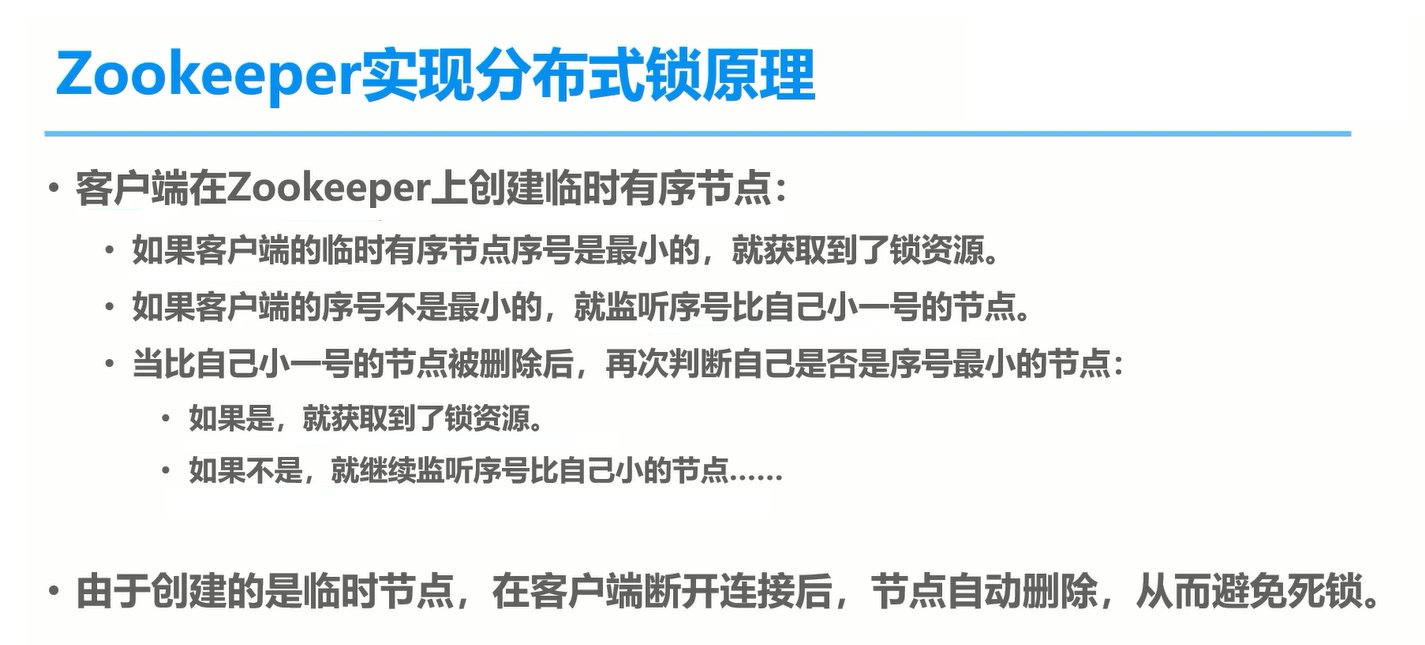 Zookeeper实现分布式锁原理
• 客户端在Zookeeper上创建临时有序节点：
• 如果客户端的临时有序节点序号是最小的，就获取到了锁资源。
• 如果客户端的序号不是最小的，就监听序号比自己小一号的节点。
• 当比自己小一号的节点被删除后，再次判断自己是否是序号最小的节点：
• 如果是，就获取到了锁资源。
• 如果不是，就继续监听序号比自己小的节点……
• 由于创建的是临时节点，在客户端断开连接后，节点自动删除，从而避免死锁。